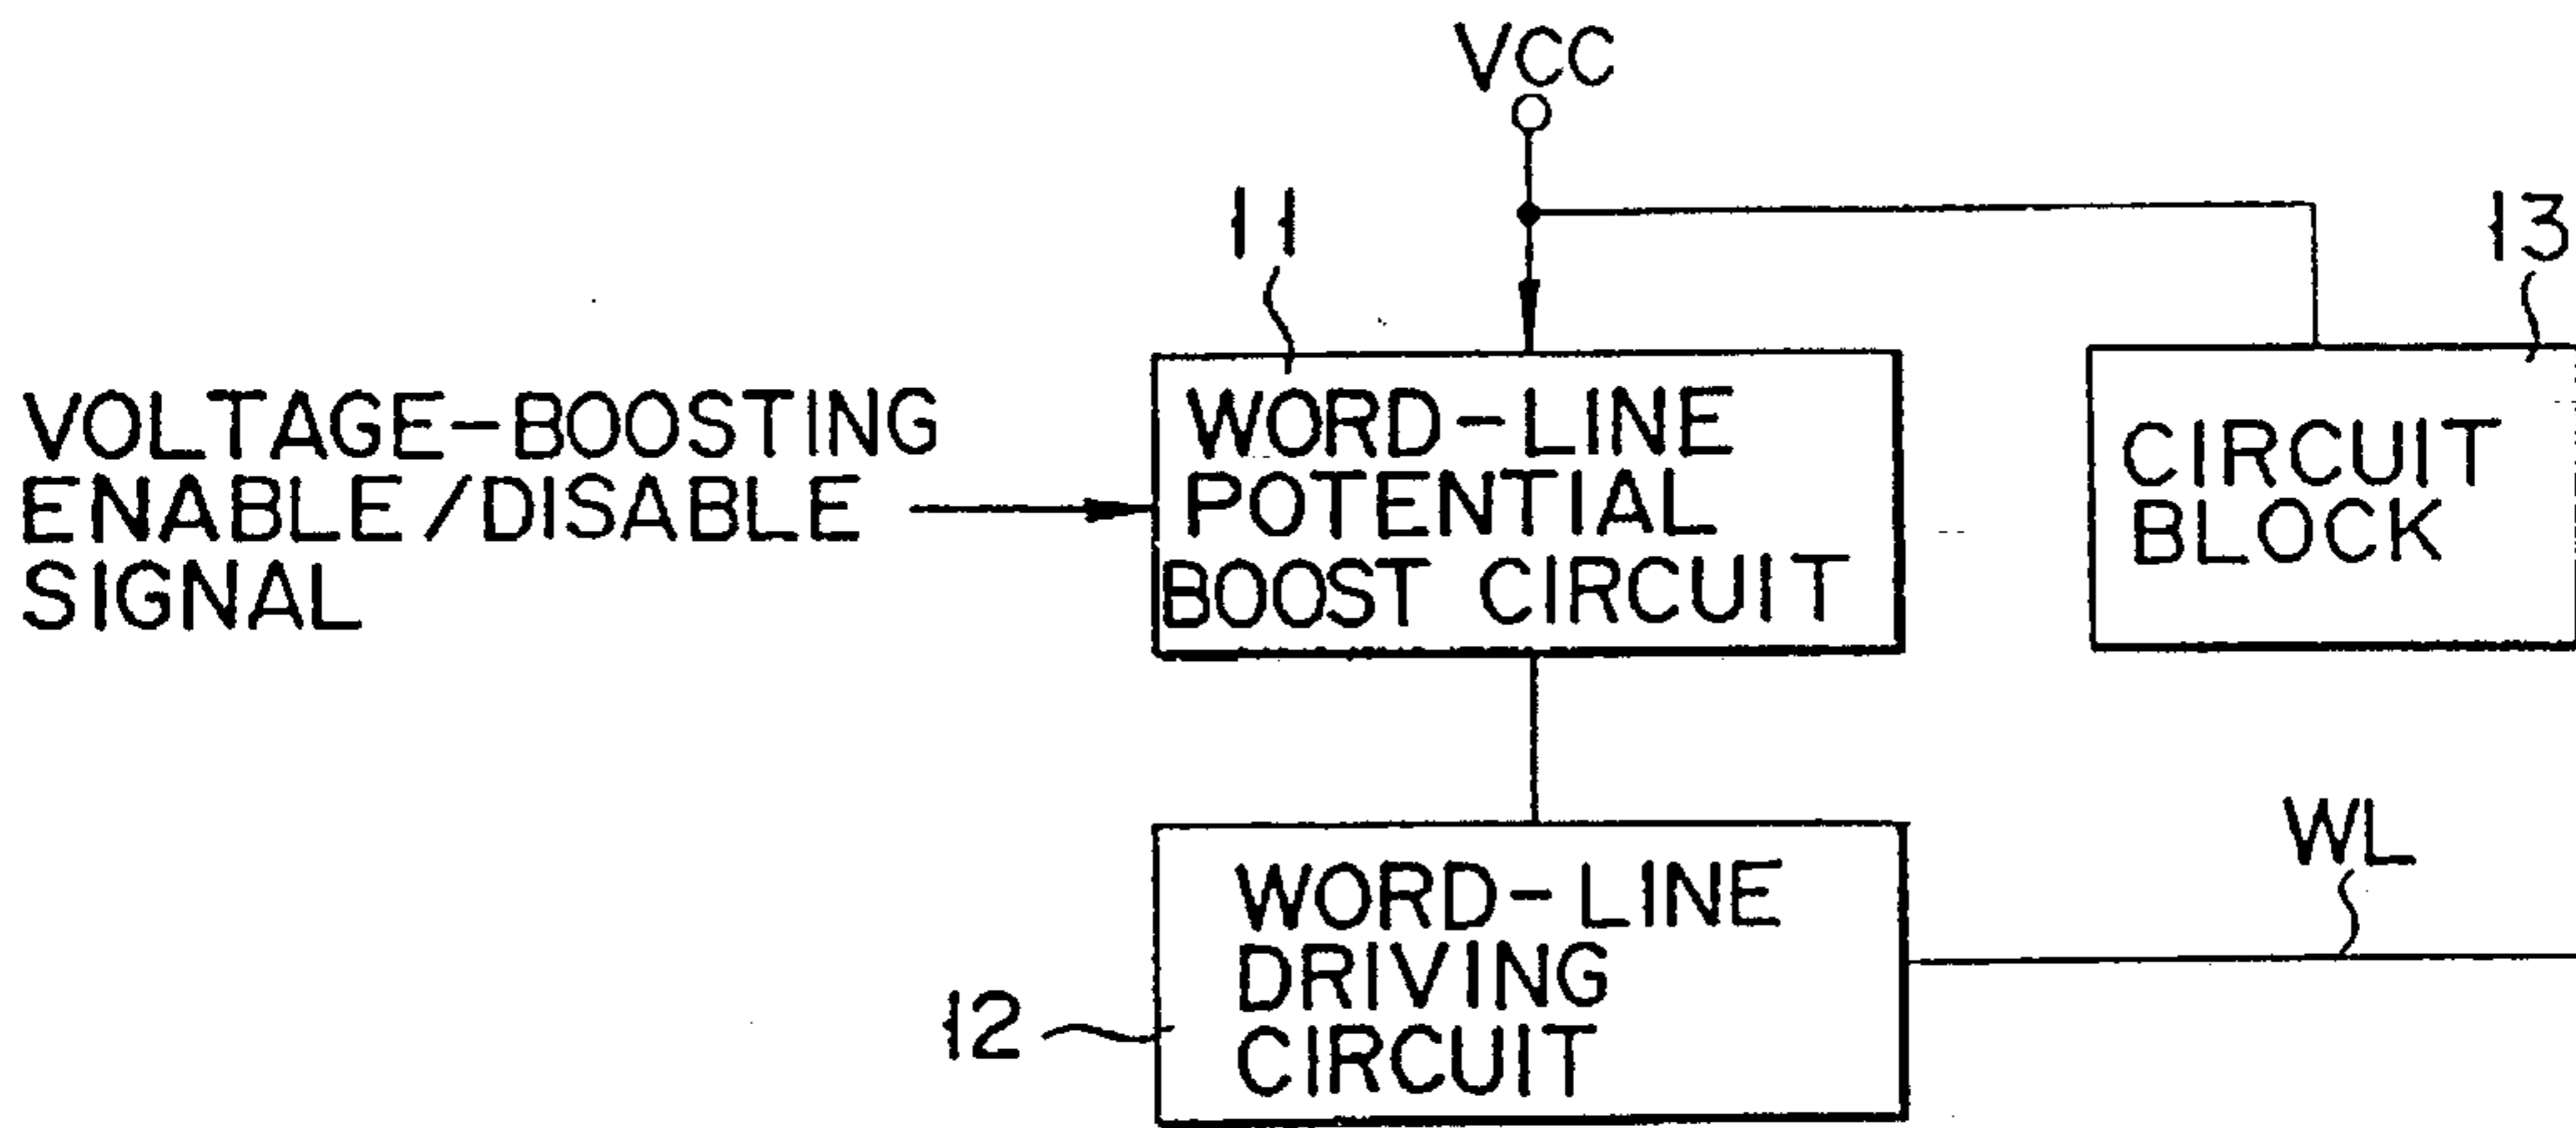 VCC
11
13
VOLTAGE-BOOSTING
ENABLE/DISABLE
SIGNAL
WORD-LINE
POTENTIAL
BOOST CIRCUIT
CIRCUIT
BLOCK
WL
WORD-LINE
DRIVING
CIRCUIT
12